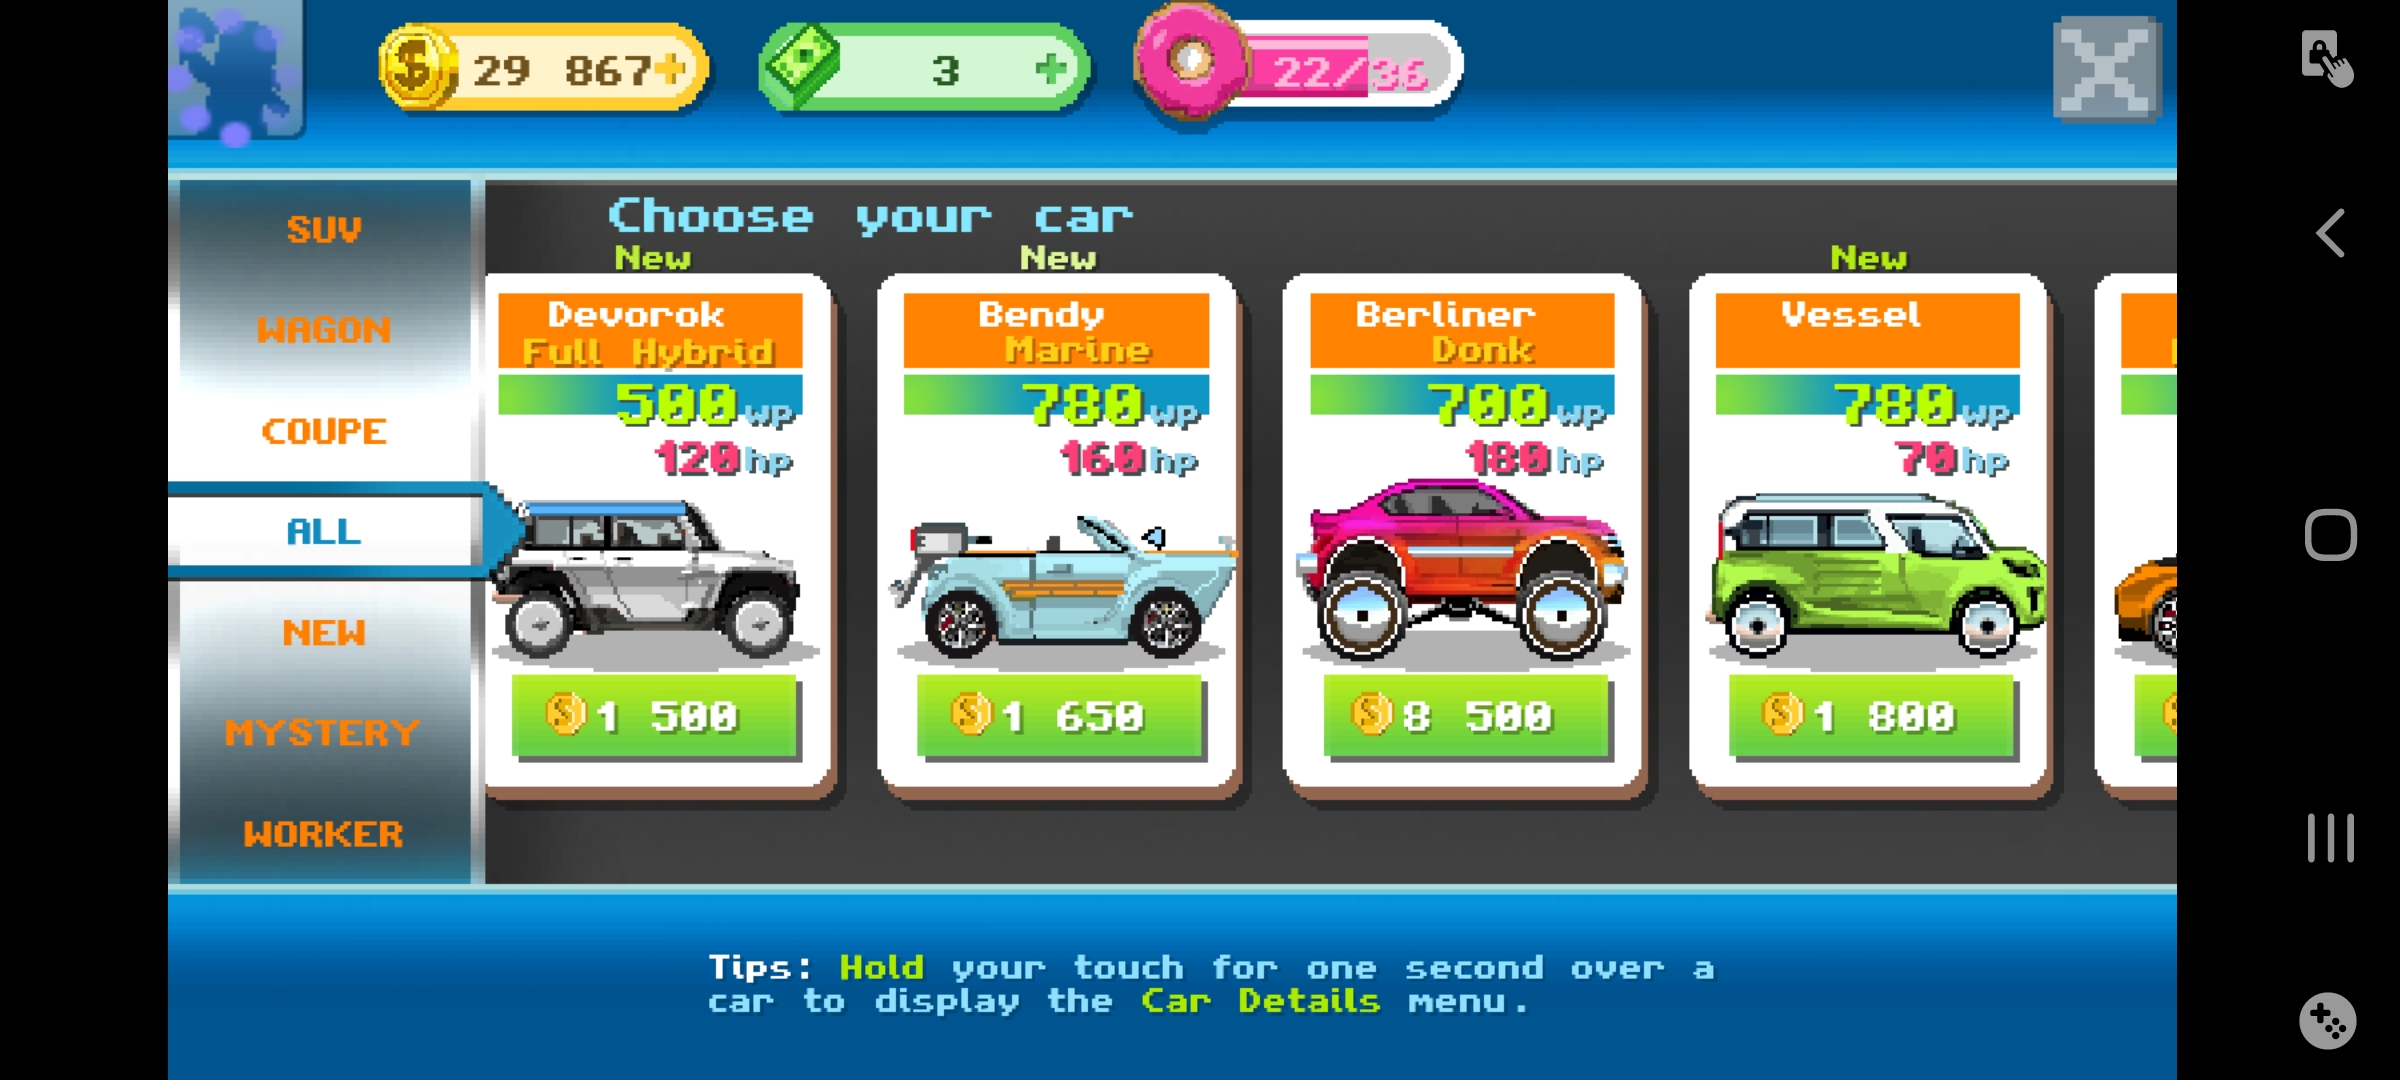 29 867
3
22/36
SUV
WAGON
COUPE
ALL
NEW
MYSTERY
WORKER
Choose your car
New
Devorok
Full Hybrid
500 wp
120 hp
1 500
New
Bendy
Marine
780 wp
160 hp
1 650
Berliner
Donk
700 wp
180 hp
8 500
New
Vessel
780 wp
70 hp
1 800
Tips: Hold your touch for one second over a
car to display the Car Details menu.